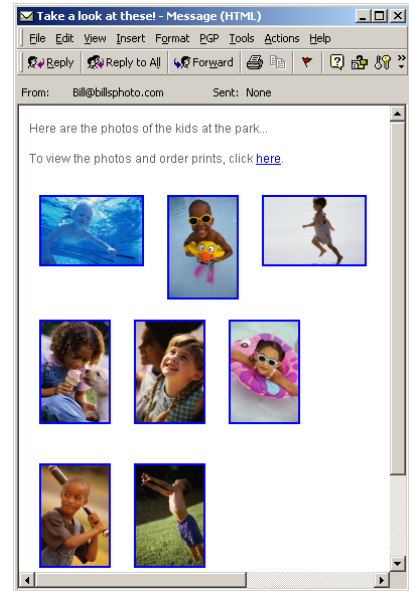 Take a look at these! - Message (HTML)
File Edit View Insert Format PGP Tools Actions Help
Reply Reply to All Forward
From: Bill@billsphoto.com Sent: None
Here are the photos of the kids at the park...
To view the photos and order prints, click here.